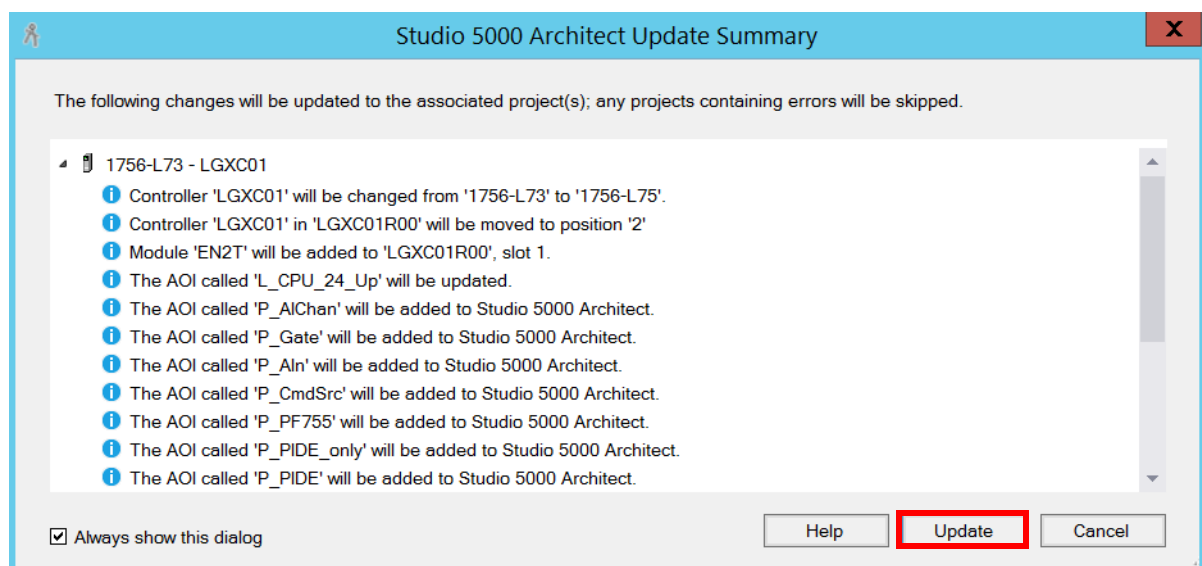 Studio 5000 Architect Update Summary
X
The following changes will be updated to the associated project(s); any projects containing errors will be skipped.
1756-L73 - LGXC01
Controller 'LGXC01' will be changed from '1756-L73' to '1756-L75'.
Controller 'LGXC01' in 'LGXC01R00' will be moved to position '2'
Module 'EN2T' will be added to 'LGXC01R00', slot 1.
The AOI called 'L_CPU_24_Up' will be updated.
The AOI called 'P_AIChan' will be added to Studio 5000 Architect.
The AOI called 'P_Gate' will be added to Studio 5000 Architect.
The AOI called 'P_AIn' will be added to Studio 5000 Architect.
The AOI called 'P_CmdSrc' will be added to Studio 5000 Architect.
The AOI called 'P_PF755' will be added to Studio 5000 Architect.
The AOI called 'P_PIDE_only' will be added to Studio 5000 Architect.
The AOI called 'P_PIDE' will be added to Studio 5000 Architect.
Always show this dialog
Help
Update
Cancel